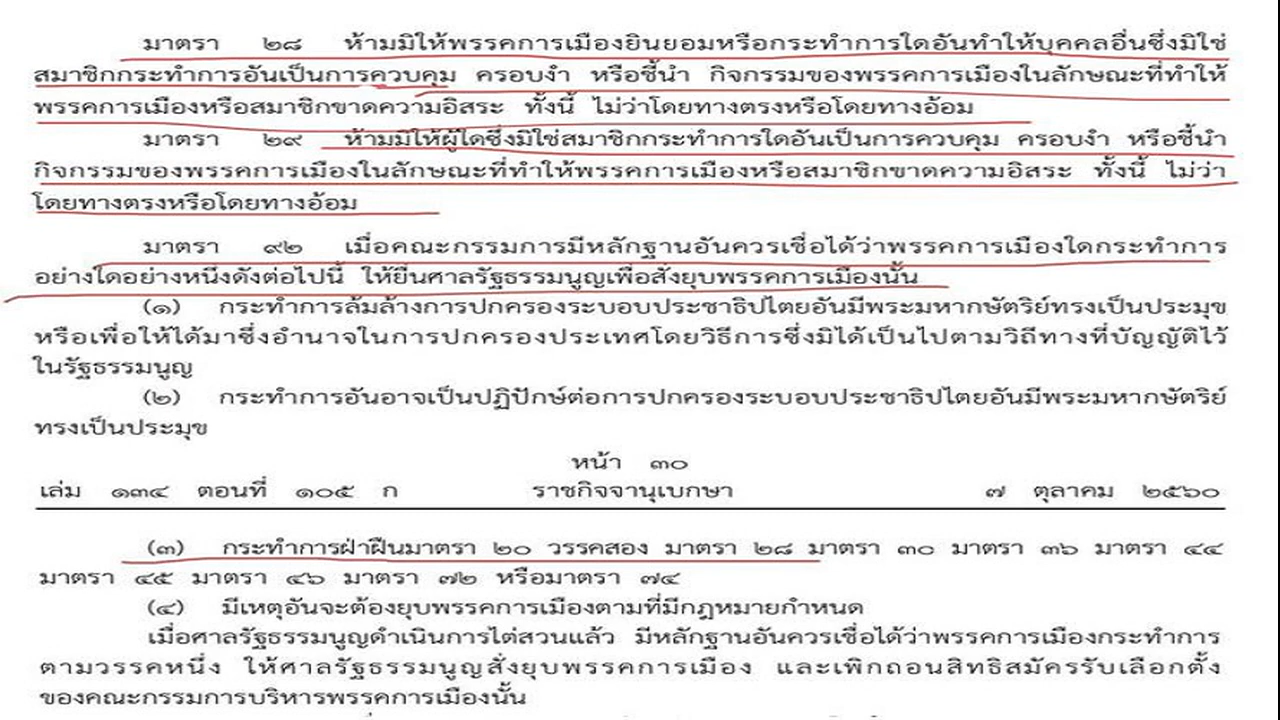 มาตรา ๒๘ ห้ามมิให้พรรคการเมืองยินยอมหรือกระทำการใดอันทำให้บุคคลอื่นซึ่งมิใช่
สมาชิกกระทำการอันเป็นการควบคุม ครอบงำ หรือชี้นำ กิจกรรมของพรรคการเมืองในลักษณะที่ทำให้
พรรคการเมืองหรือสมาชิกขาดความอิสระ ทั้งนี้ ไม่ว่าโดยทางตรงหรือโดยทางอ้อม
มาตรา ๒๙ ห้ามมิให้ผู้ใดซึ่งมิใช่สมาชิกกระทำการใดอันเป็นการควบคุม ครอบงำ หรือชี้นำ
กิจกรรมของพรรคการเมืองในลักษณะที่ทำให้พรรคการเมืองหรือสมาชิกขาดความอิสระ ทั้งนี้ ไม่ว่า
โดยทางตรงหรือโดยทางอ้อม
มาตรา ๙๒ เมื่อคณะกรรมการมีหลักฐานอันควรเชื่อได้ว่าพรรคการเมืองใดกระทำการ
อย่างใดอย่างหนึ่งดังต่อไปนี้ ให้ยื่นศาลรัฐธรรมนูญเพื่อสั่งยุบพรรคการเมืองนั้น
(๑) กระทำการล้มล้างการปกครองระบอบประชาธิปไตยอันมีพระมหากษัตริย์ทรงเป็นประมุข
หรือเพื่อให้ได้มาซึ่งอำนาจในการปกครองประเทศโดยวิธีการซึ่งมิได้เป็นไปตามวิถีทางที่บัญญัติไว้
ในรัฐธรรมนูญ
(๒) กระทำการอันอาจเป็นปฏิปักษ์ต่อการปกครองระบอบประชาธิปไตยอันมีพระมหากษัตริย์
ทรงเป็นประมุข
หน้า ๓๐
เล่ม ๑๓๔ ตอนที่ ๑๐๕ ก ราชกิจจานุเบกษา ๗ ตุลาคม ๒๕๖๐
(๓) กระทำการฝ่าฝืนมาตรา ๒๐ วรรคสอง มาตรา ๒๘ มาตรา ๓๐ มาตรา ๓๖ มาตรา ๔๔
มาตรา ๔๕ มาตรา ๔๖ มาตรา ๗๒ หรือมาตรา ๗๔
(๔) มีเหตุอันจะต้องยุบพรรคการเมืองตามที่มีกฎหมายกำหนด
เมื่อศาลรัฐธรรมนูญดำเนินการไต่สวนแล้ว มีหลักฐานอันควรเชื่อได้ว่าพรรคการเมืองกระทำการ
ตามวรรคหนึ่ง ให้ศาลรัฐธรรมนูญสั่งยุบพรรคการเมือง และเพิกถอนสิทธิสมัครรับเลือกตั้ง
ของคณะกรรมการบริหารพรรคการเมืองนั้น